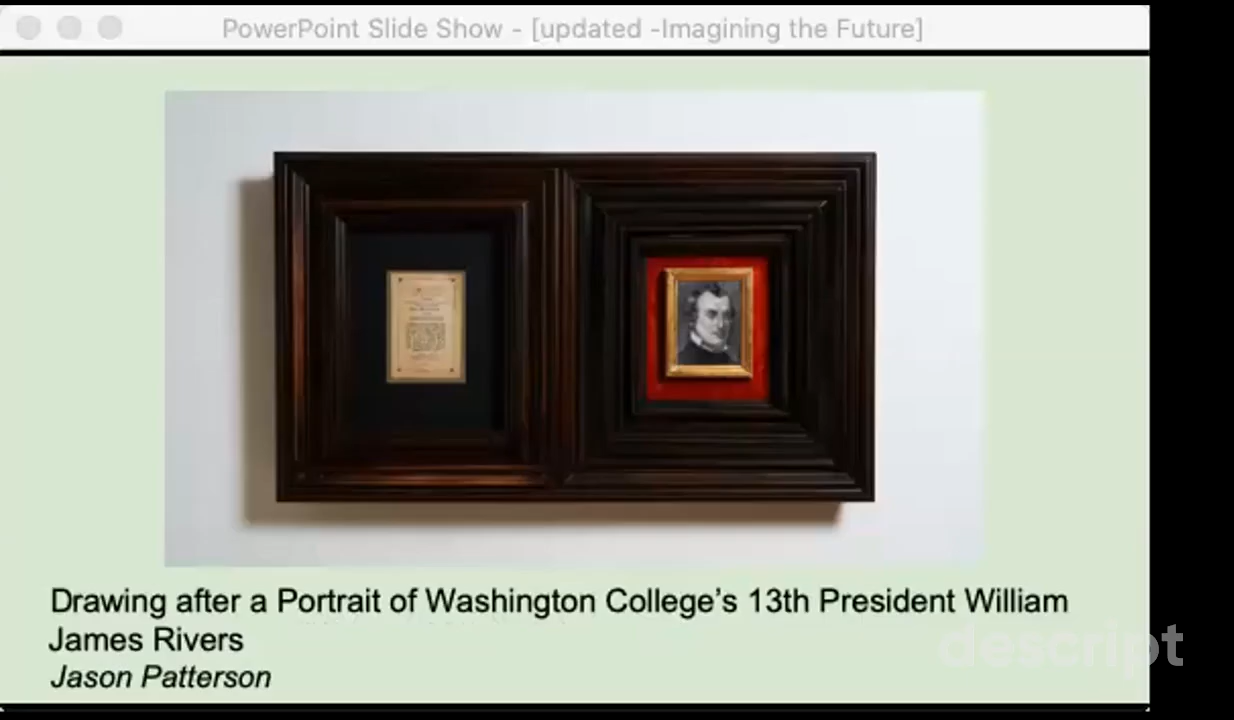 PowerPoint Slide Show - [updated -Imagining the Future]
Drawing after a Portrait of Washington College’s 13th President William
James Rivers
Jason Patterson
descript